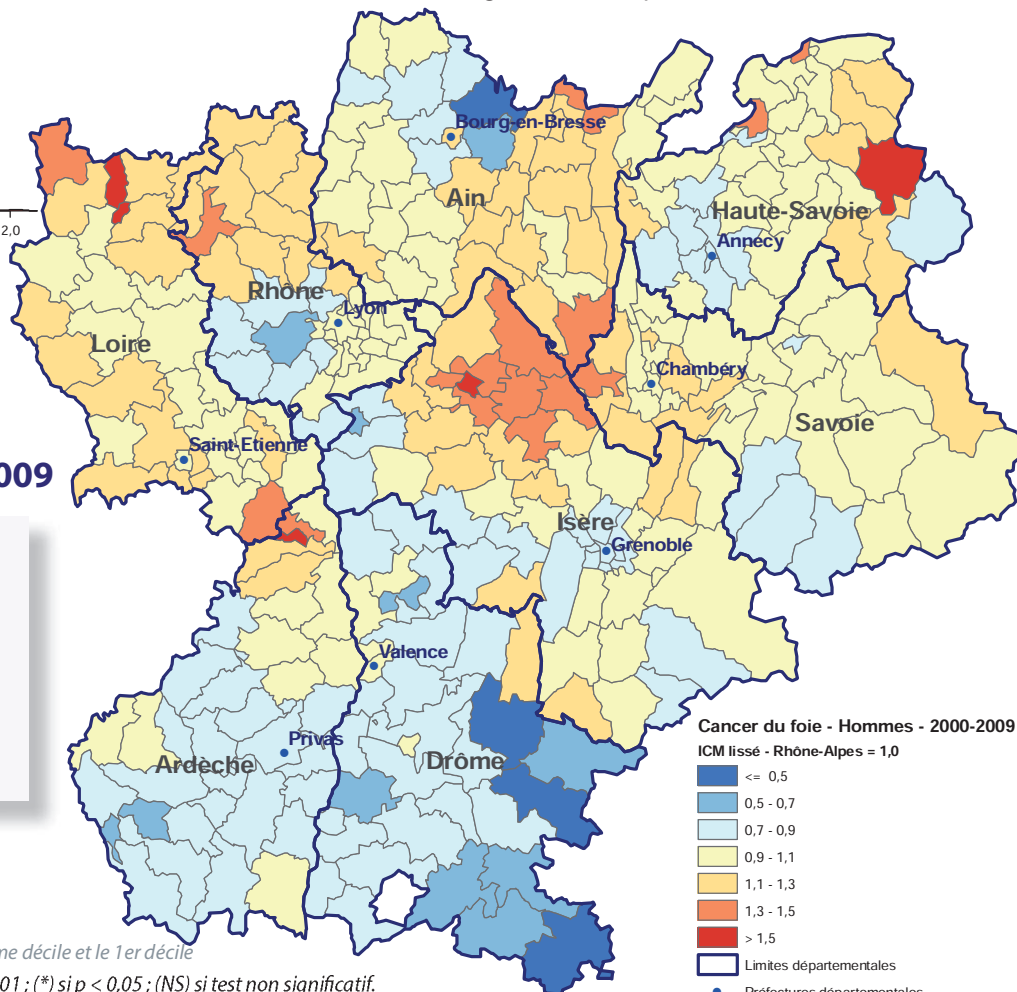 2,0
Bourg-en-Bresse
Ain
Haute-Savoie
Annecy
Rhône
Lyon
Loire
Chambéry
Savoie
Saint-Etienne
009
Isère
Grenoble
Valence
Privas
Ardèche
Drôme
Cancer du foie - Hommes - 2000-2009
ICM lissé - Rhône-Alpes = 1,0
<= 0,5
0,5 - 0,7
0,7 - 0,9
0,9 - 1,1
1,1 - 1,3
1,3 - 1,5
> 1,5
Limites départementales
Préfectures départementales
me décile et le 1er décile
01 ; (*) si p < 0,05 ; (NS) si test non significatif.